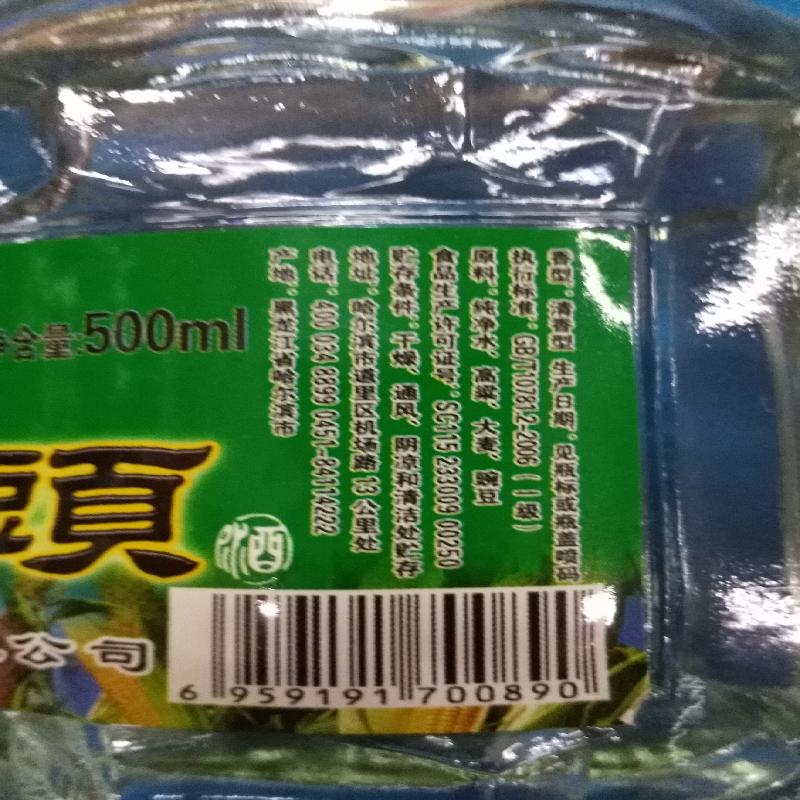 净含量:500ml
頭
酒
公司
香型：清香型 生产日期：见瓶标或瓶盖喷码
执行标准：GB/T10781.2-2006（一级）
原料：纯净水、高粱、大麦、豌豆
食品生产许可证号：SC115 233009 00250
贮存条件：干燥、通风、阴凉和清洁处贮存
地址：哈尔滨市道里区机场路13公里处
电话：400 034 8899 0451-84114222
产地：黑龙江省哈尔滨市
6 959191 700890